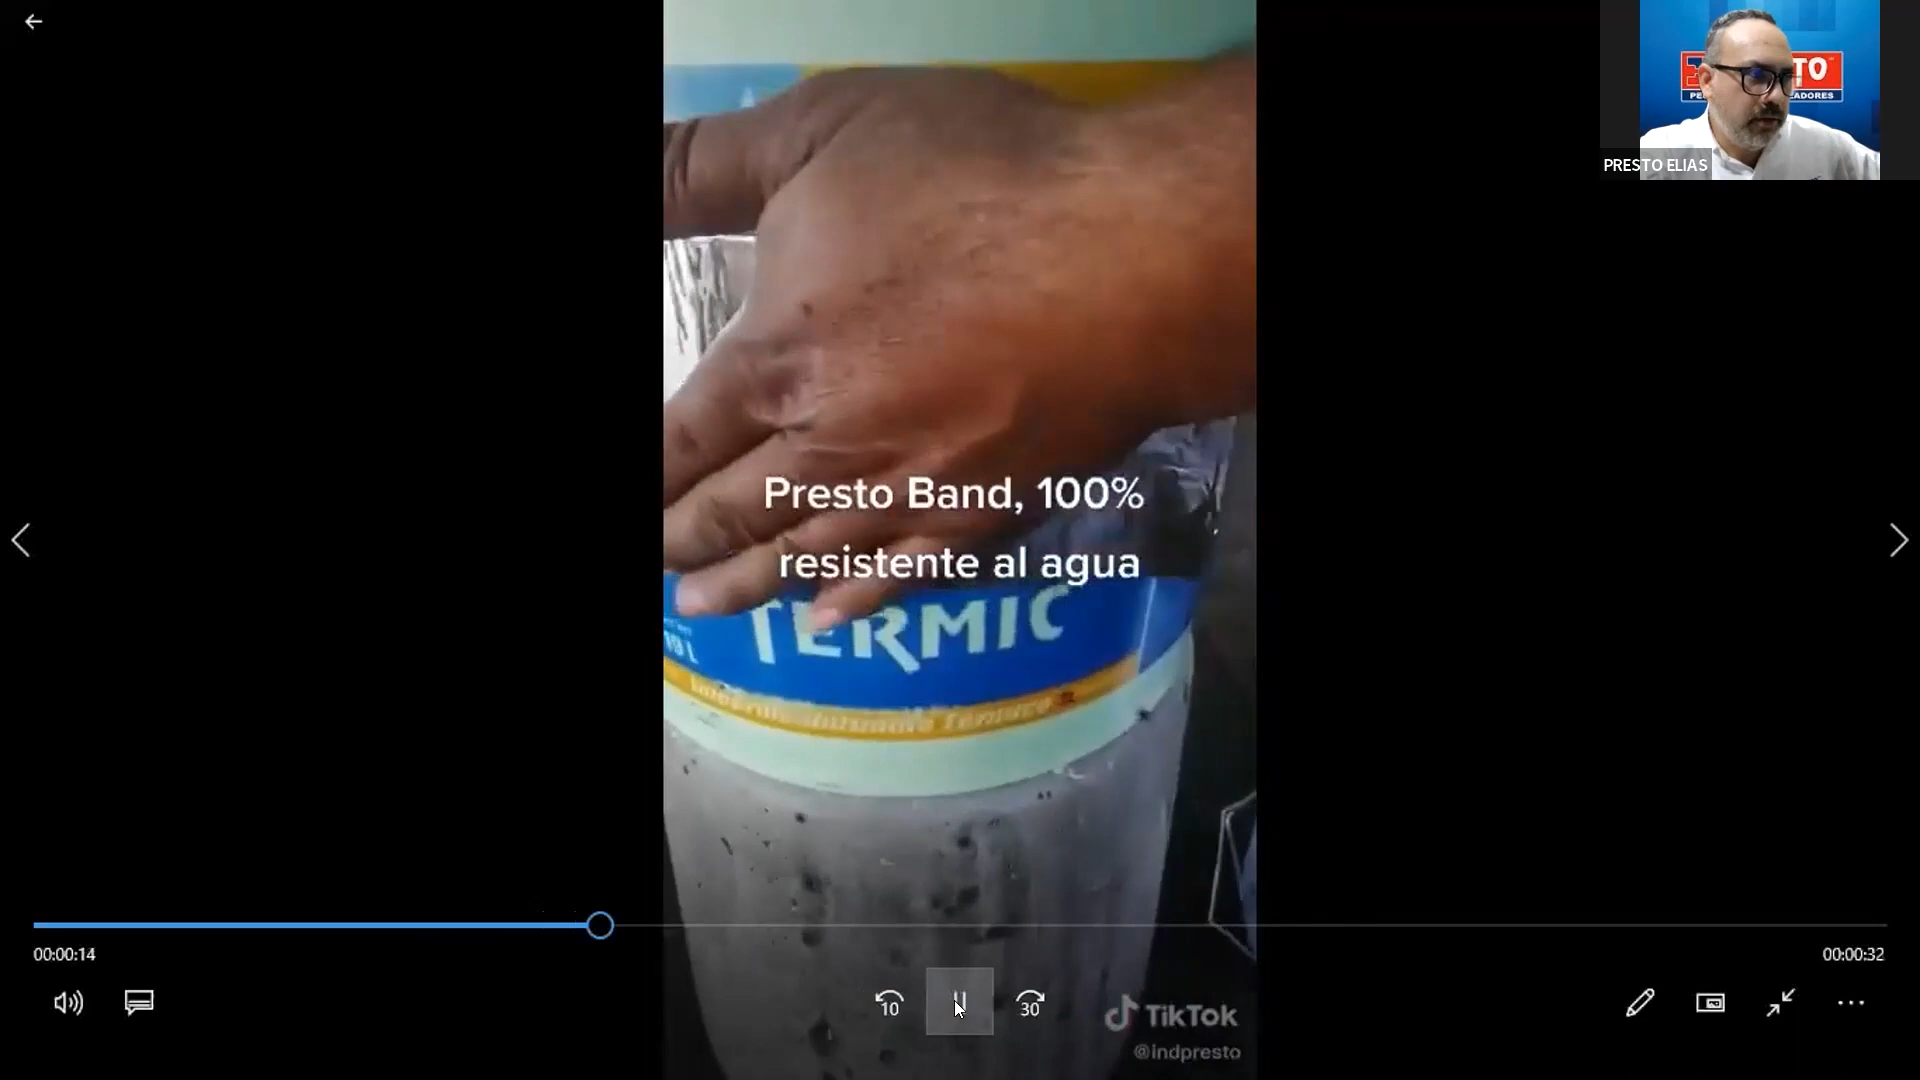 PRESTO ELIAS
Presto Band, 100%
resistente al agua
TERMIC
19 L
00:00:14
00:00:32
10
30
TikTok
@indpresto